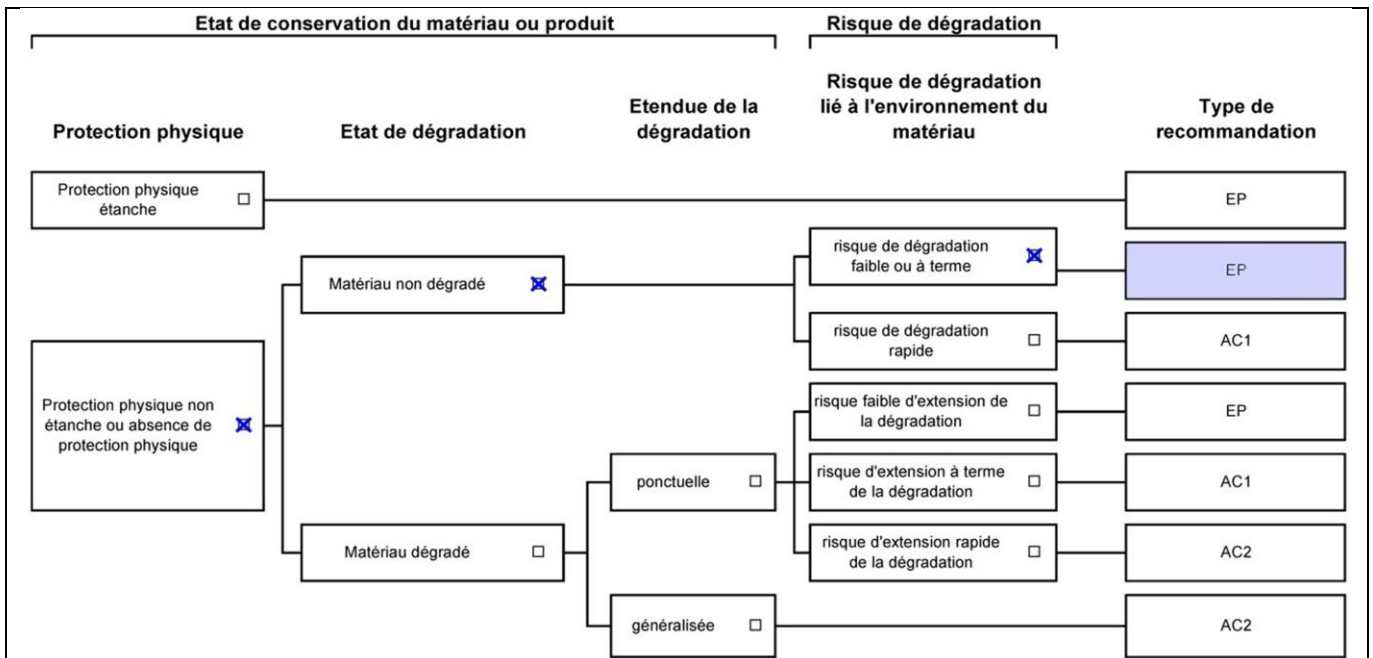 Etat de conservation du matériau ou produit
Risque de dégradation
Protection physique
Etat de dégradation
Etendue de la
dégradation
Risque de dégradation
lié à l'environnement du
matériau
Type de
recommandation
Protection physique
étanche
EP
risque de dégradation
faible ou à terme
EP
Matériau non dégradé
risque de dégradation
rapide
AC1
Protection physique non
étanche ou absence de
protection physique
risque faible d'extension de
la dégradation
EP
ponctuelle
risque d'extension à terme
de la dégradation
AC1
Matériau dégradé
risque d'extension rapide
de la dégradation
AC2
généralisée
AC2